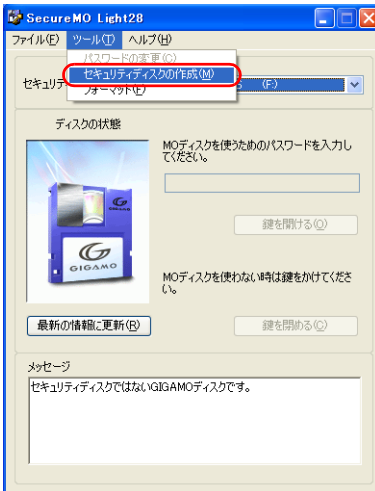 SecureMO Light28
ファイル(F) ツール(T) ヘルプ(H)
パスワードの変更(C)
セキュリティディスクの作成(M)
フォーマット(F)
セキュリテ
(F:)
ディスクの状態
MOディスクを使うためのパスワードを入力し
てください。
GIGAMO
GIGAMO
鍵を開ける(O)
MOディスクを使わない時は鍵をかけてくださ
い。
最新の情報に更新(R)
鍵を閉める(C)
メッセージ
セキュリティディスクではないGIGAMOディスクです。